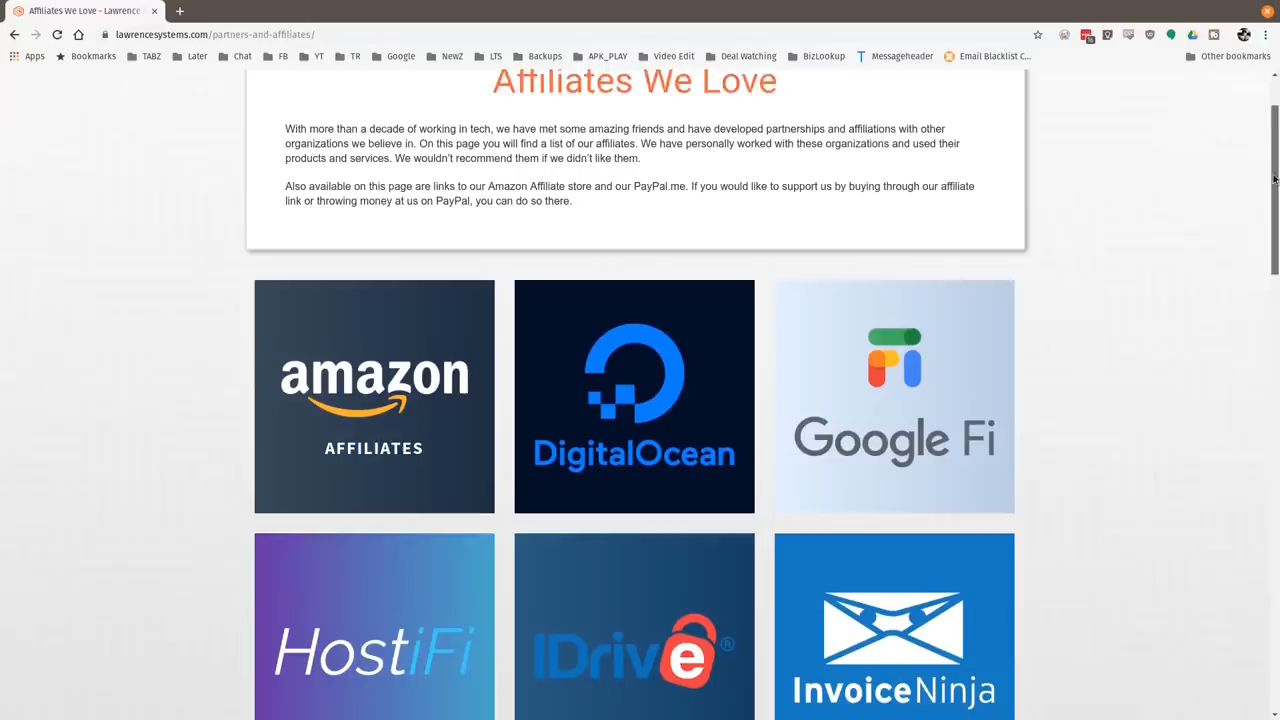 Affiliates We Love - Lawrence
lawrencesystems.com/partners-and-affiliates/
Apps Bookmarks TABZ Later Chat FB YT TR Google NewZ LTS Backups APK_PLAY Video Edit Deal Watching BizLookup Messageheader Email Blacklist C... Other bookmarks
Affiliates We Love
With more than a decade of working in tech, we have met some amazing friends and have developed partnerships and affiliations with other
organizations we believe in. On this page you will find a list of our affiliates. We have personally worked with these organizations and used their
products and services. We wouldn't recommend them if we didn't like them.
Also available on this page are links to our Amazon Affiliate store and our PayPal.me. If you would like to support us by buying through our affiliate
link or throwing money at us on PayPal, you can do so there.
amazon
AFFILIATES
DigitalOcean
Google Fi
HostiFi
IDrive®
InvoiceNinja